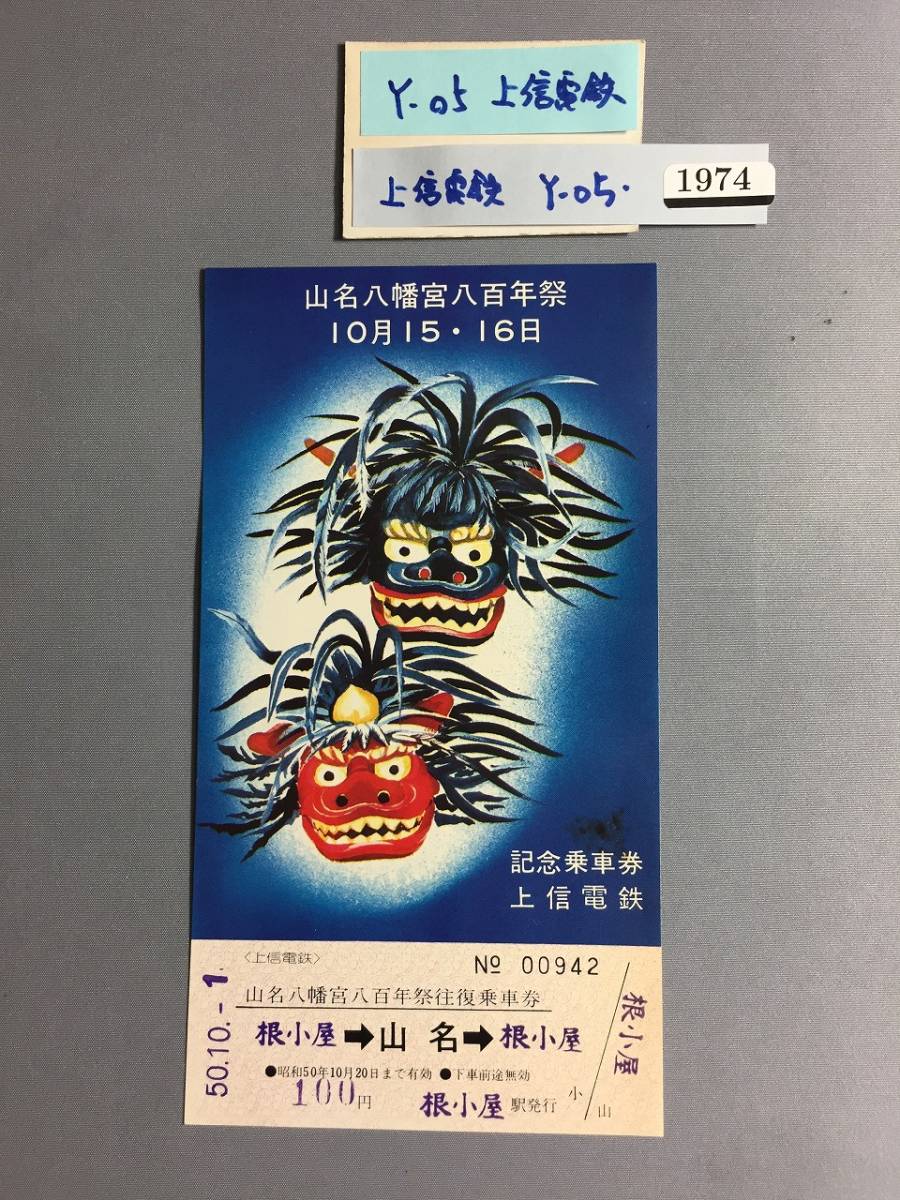 Y-05 上信電鉄
上信電鉄 Y-05.
1974
山名八幡宮八百年祭
10月15・16日
記念乗車券
上信電鉄
〈上信電鉄〉
№ 00942
山名八幡宮八百年祭往復乗車券
根小屋➡山 名➡根小屋
●昭和50年10月20日まで有効 ●下車前途無効
100円
根小屋駅発行
小
山
50.10.-1
根小屋